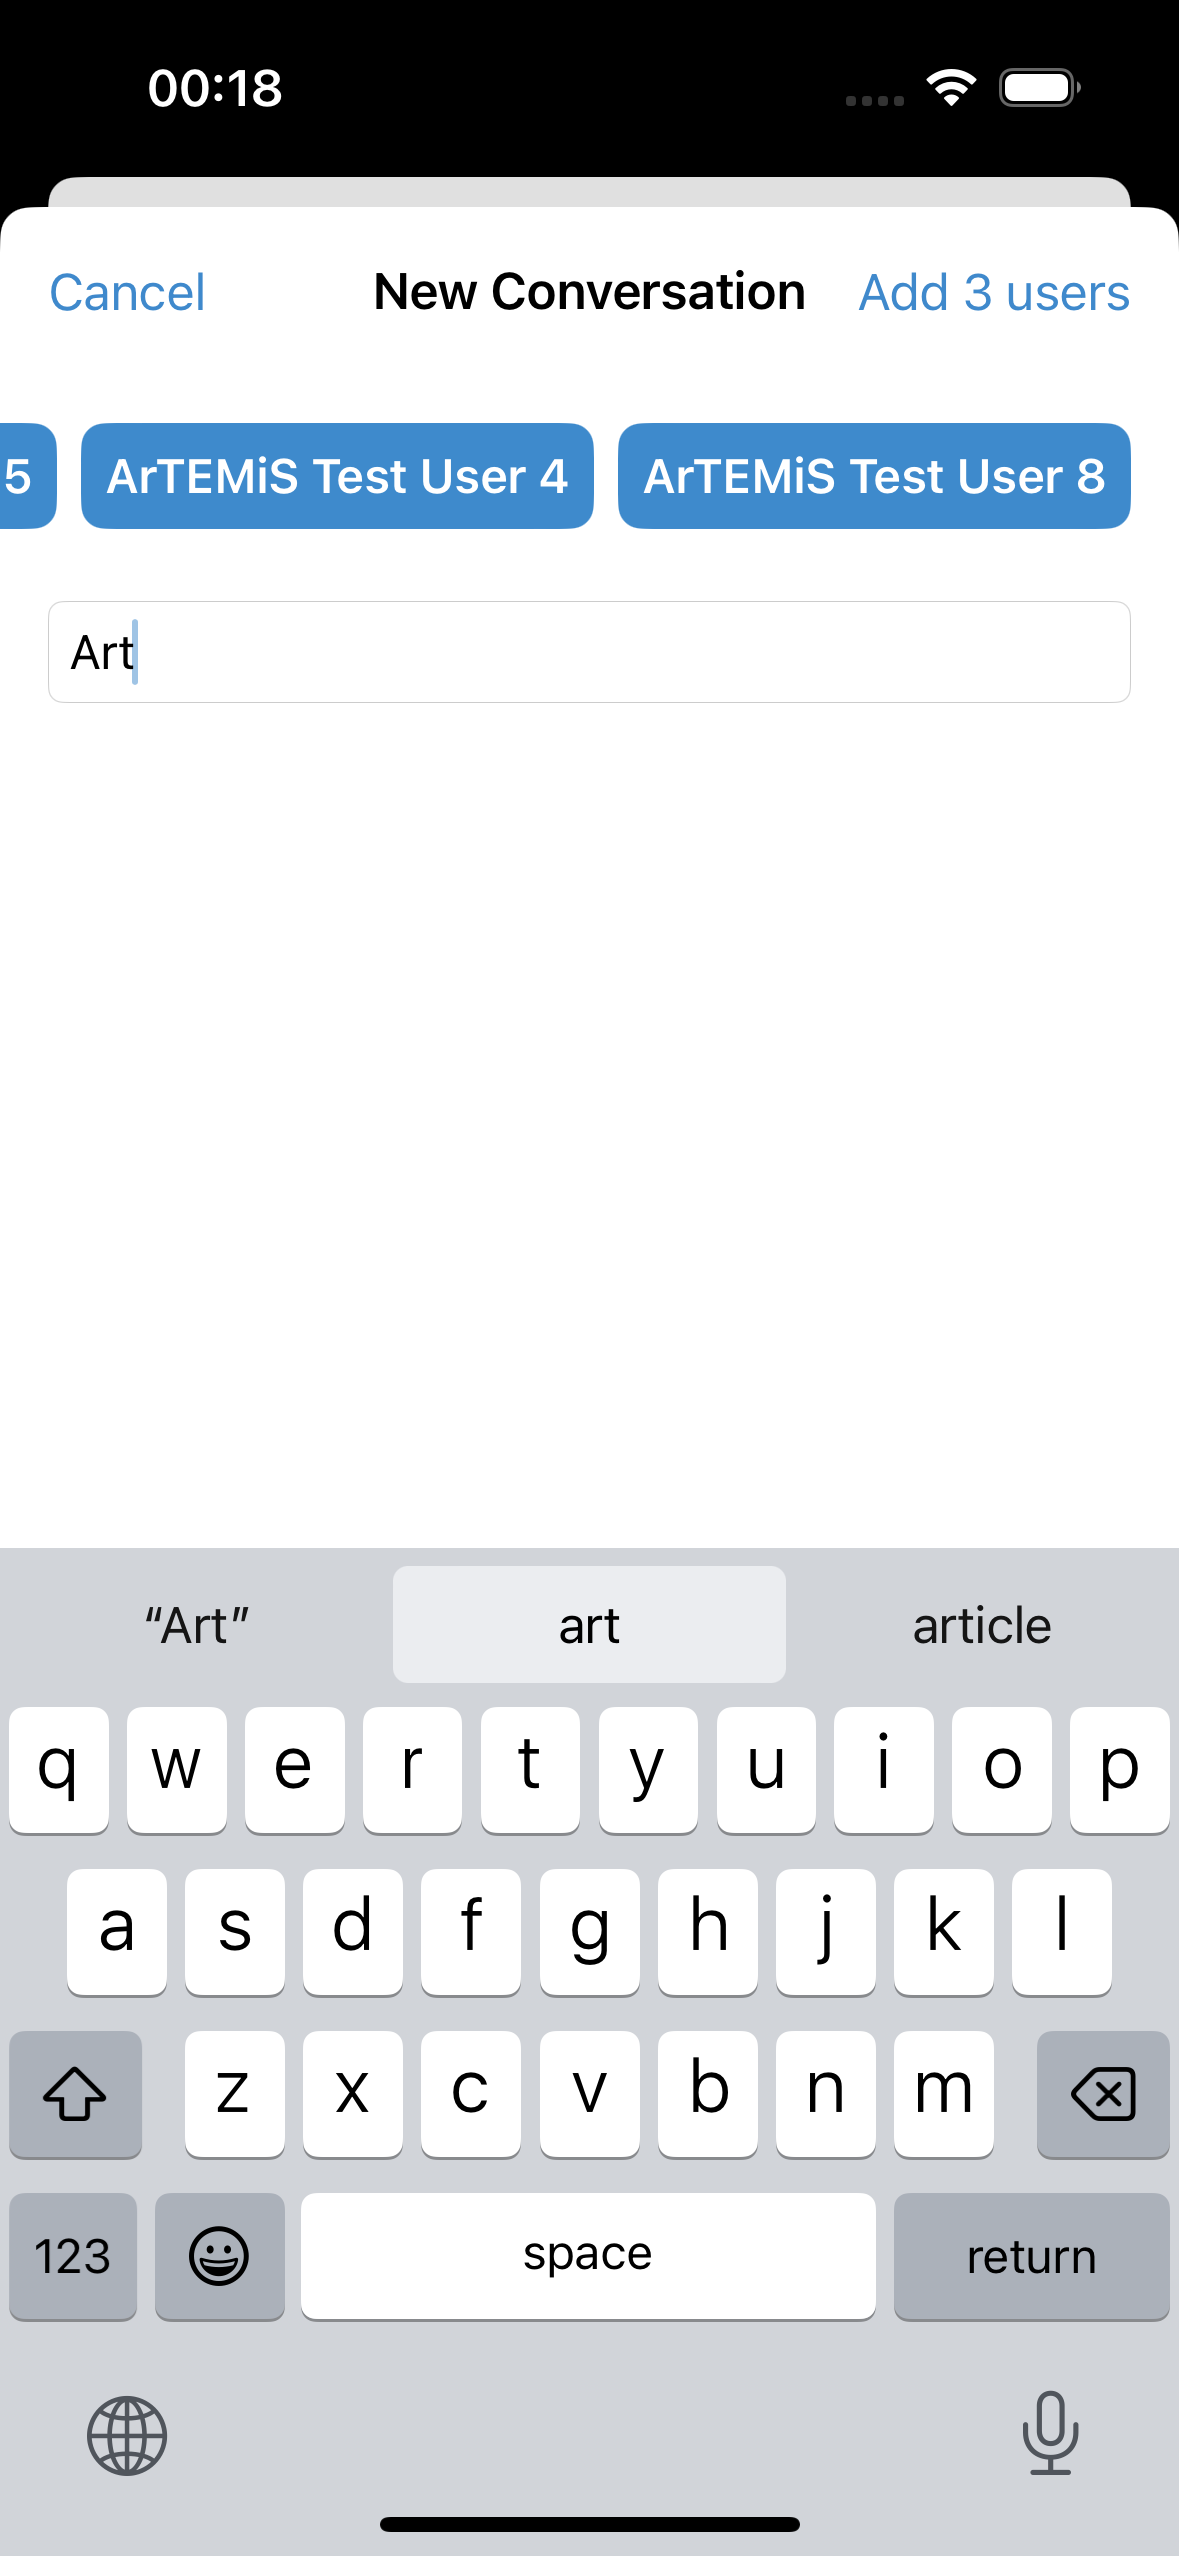 00:18
Cancel New Conversation Add 3 users
5 ArTEMiS Test User 4 ArTEMiS Test User 8
Art
“Art” art article
q w e r t y u i o p
a s d f g h j k l
z x c v b n m
123 space return